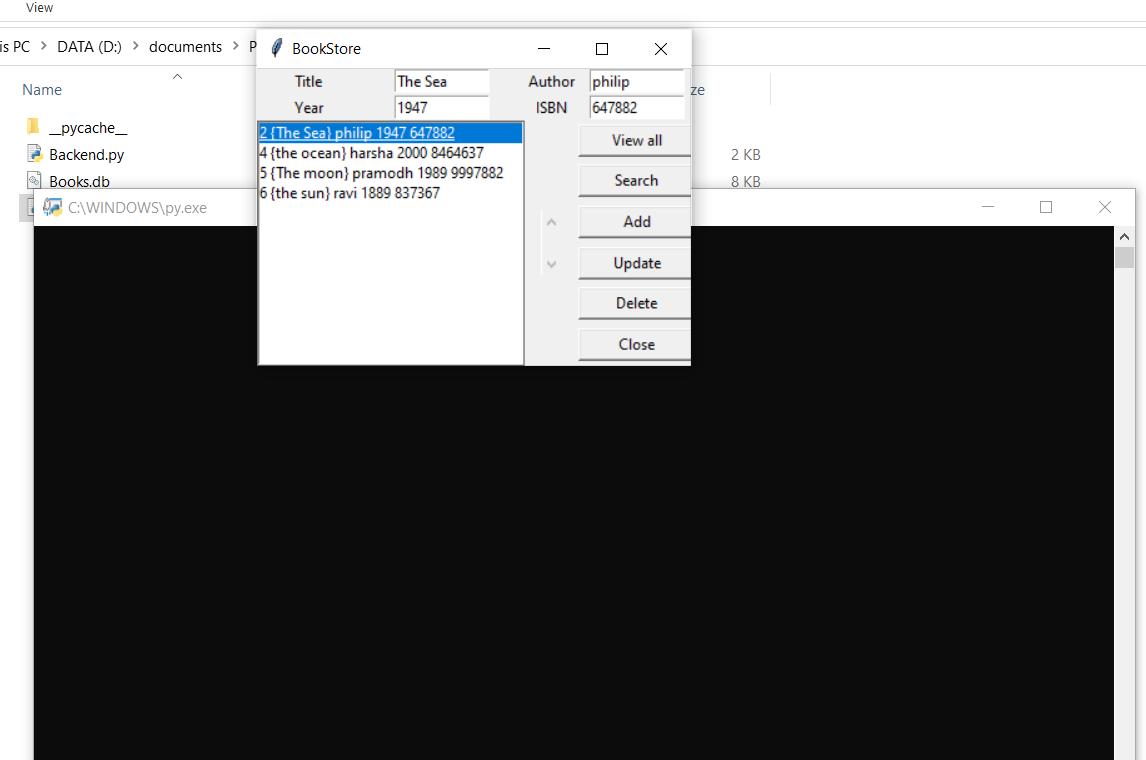 View
is PC > DATA (D:) > documents > P
BookStore
Name
ze
Title The Sea Author philip
Year 1947 ISBN 647882
__pycache__
Backend.py 2 KB
Books.db 8 KB
2 {The Sea} philip 1947 647882
4 {the ocean} harsha 2000 8464637
5 {The moon} pramodh 1989 9997882
6 {the sun} ravi 1889 837367
View all
Search
Add
Update
Delete
Close
C:\WINDOWS\py.exe